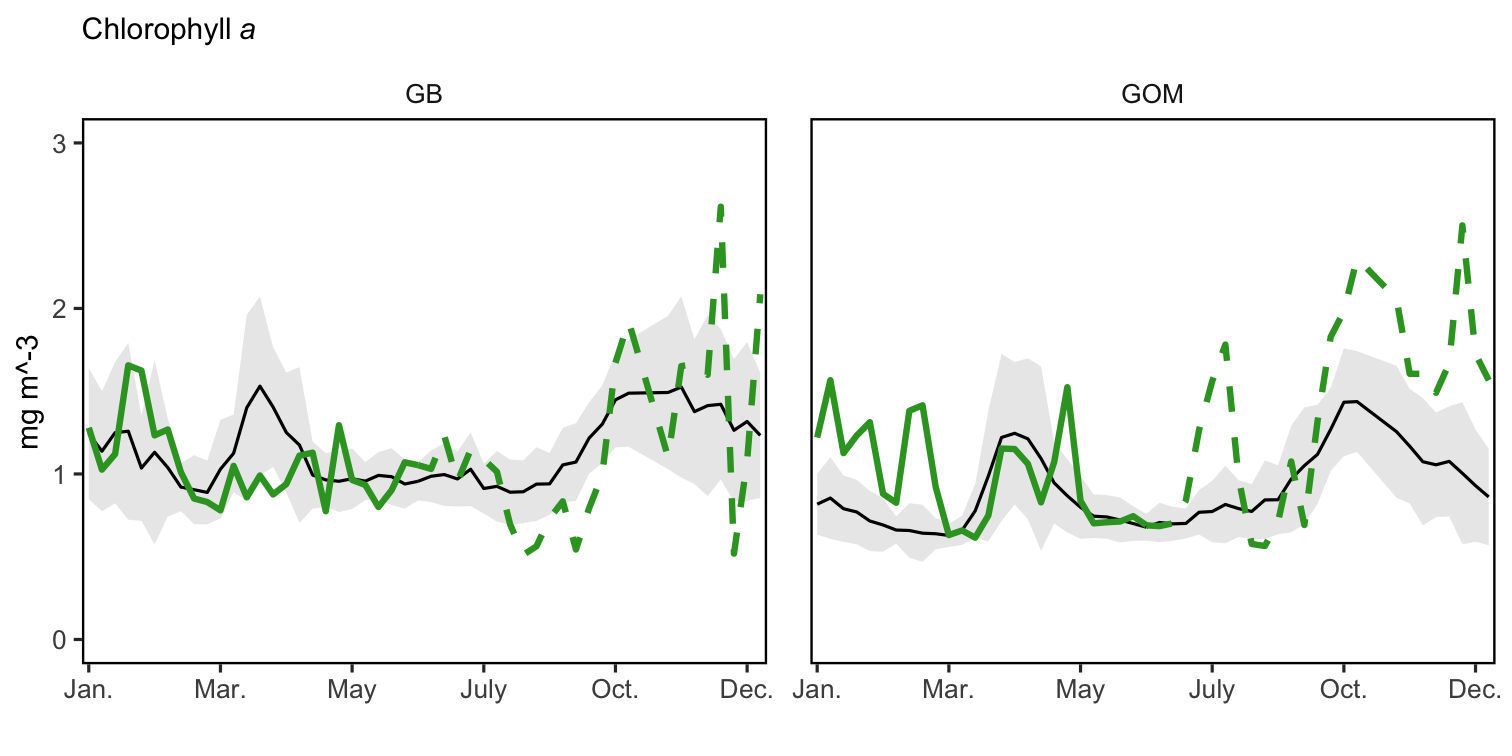 Chlorophyll a
GB
GOM
mg m^-3
3
2
1
0
Jan. Mar. May July Oct. Dec.
Jan. Mar. May July Oct. Dec.